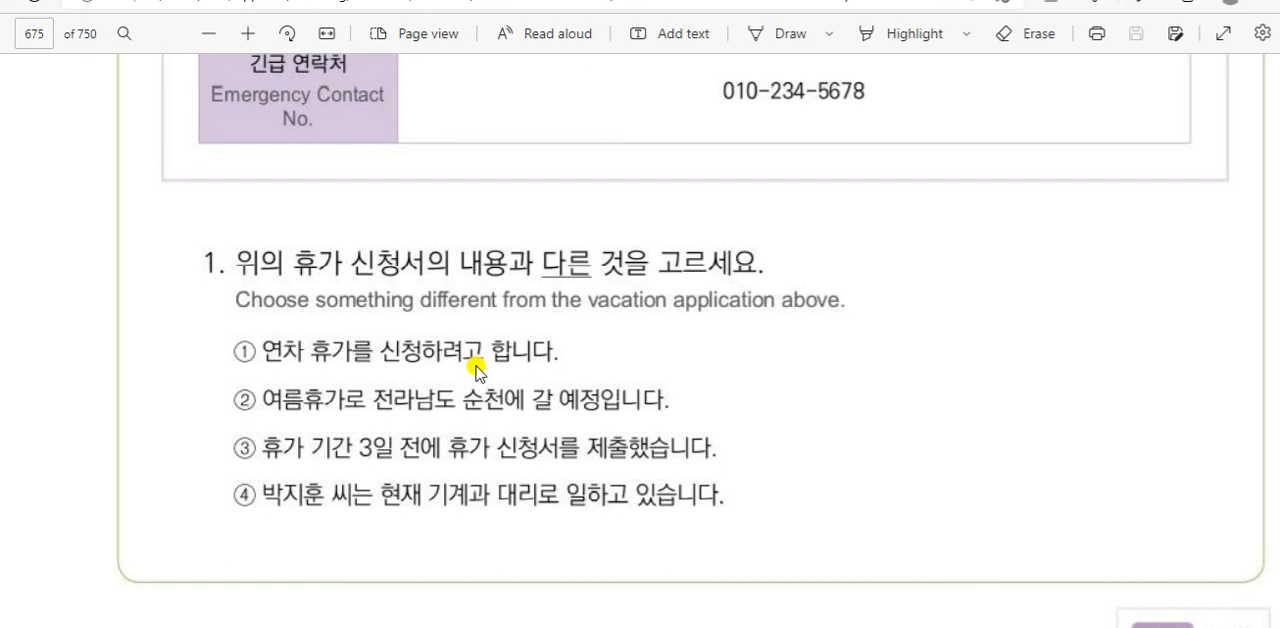 675 of 750 Page view Read aloud Add text Draw Highlight Erase
긴급 연락처
Emergency Contact
No.
010-234-5678
1. 위의 휴가 신청서의 내용과 다른 것을 고르세요.
Choose something different from the vacation application above.
① 연차 휴가를 신청하려고 합니다.
② 여름휴가로 전라남도 순천에 갈 예정입니다.
③ 휴가 기간 3일 전에 휴가 신청서를 제출했습니다.
④ 박지훈 씨는 현재 기계과 대리로 일하고 있습니다.